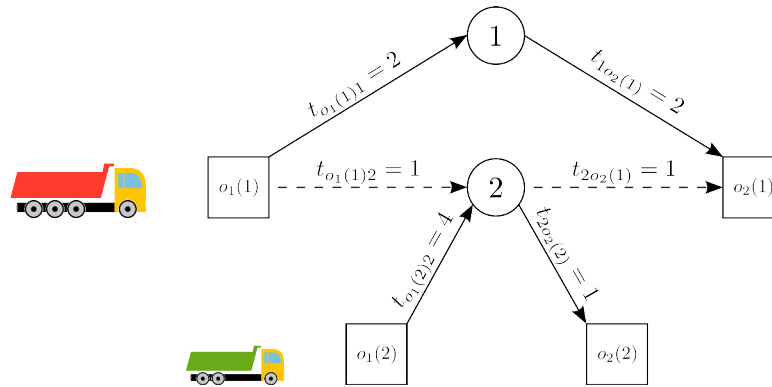 1
t_{o_1(1)1} = 2
t_{1o_2(1)} = 2
o_1(1)
t_{o_1(1)2} = 1
2
t_{2o_2(1)} = 1
o_2(1)
t_{o_1(2)2} = 4
t_{2o_2(2)} = 1
o_1(2)
o_2(2)